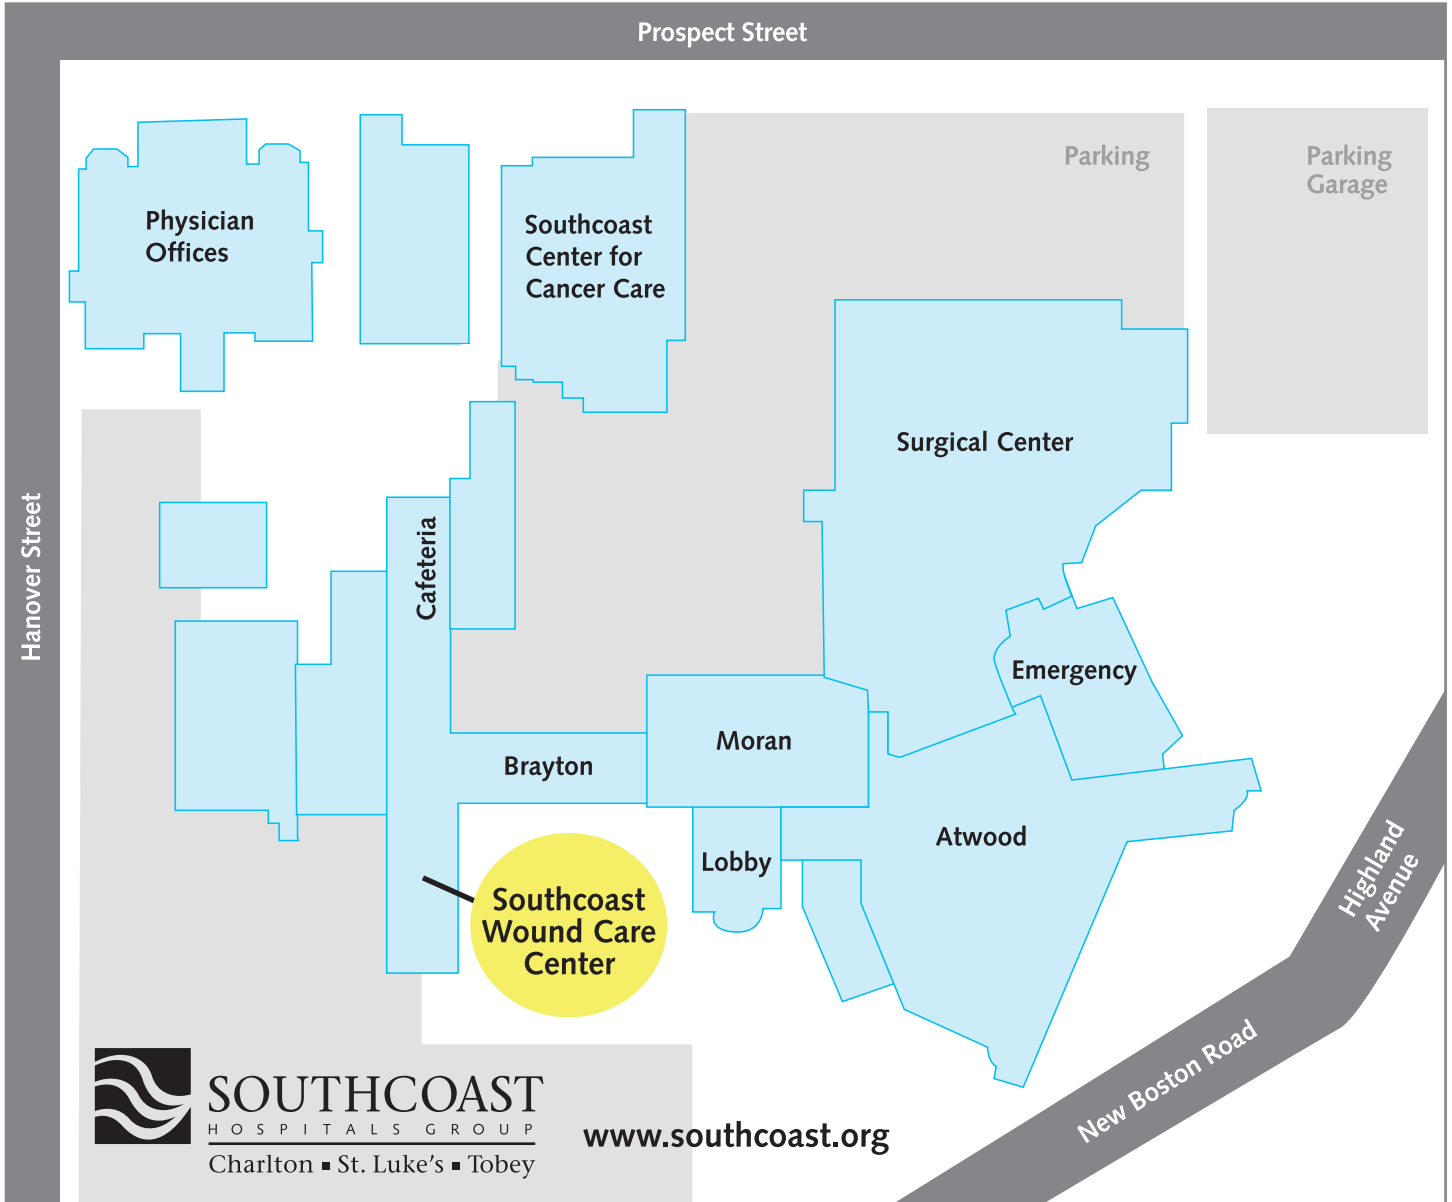 Prospect Street
Parking
Parking
Garage
Physician
Offices
Southcoast
Center for
Cancer Care
Surgical Center
Hanover Street
Cafeteria
Emergency
Moran
Brayton
Atwood
Lobby
Highland
Avenue
Southcoast
Wound Care
Center
New Boston Road
SOUTHCOAST
HOSPITALS GROUP
Charlton ▪ St. Luke's ▪ Tobey
www.southcoast.org